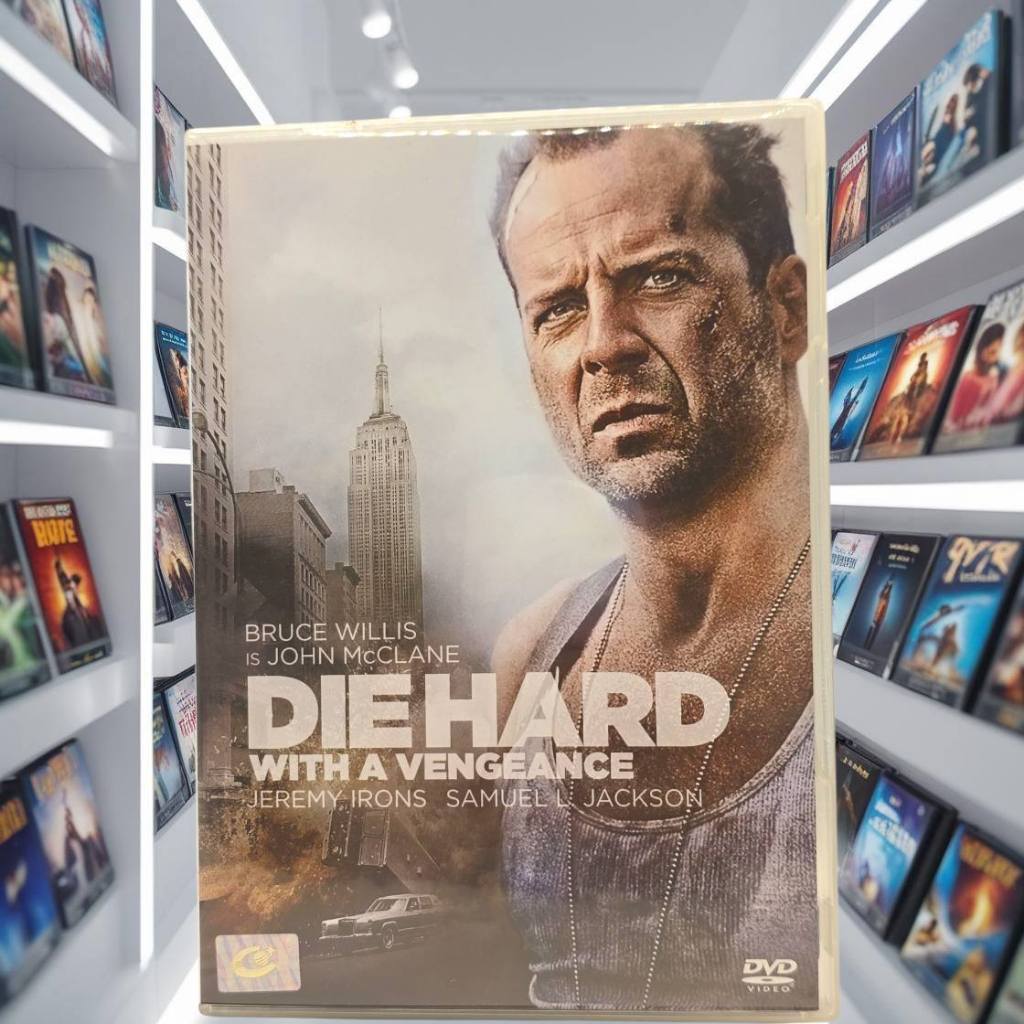 BRUCE WILLIS
IS JOHN McCLANE
DIE HARD
WITH A VENGEANCE
JEREMY IRONS SAMUEL L. JACKSON
DVD
VIDEO